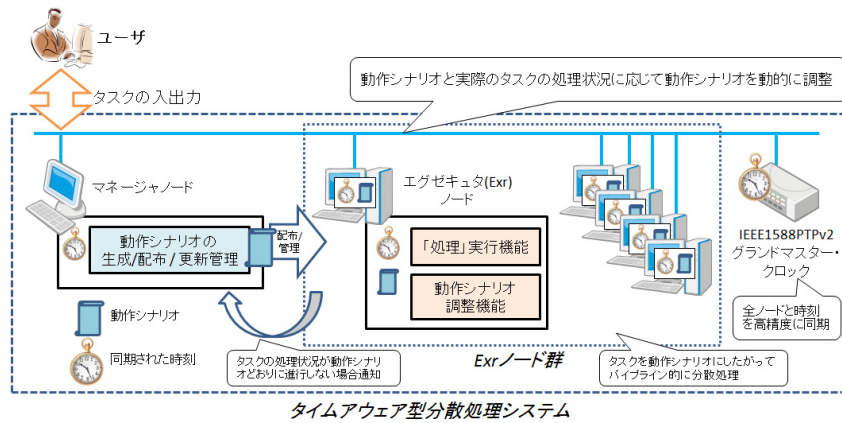 ユーザ
タスクの入出力
動作シナリオと実際のタスクの処理状況に応じて動作シナリオを動的に調整
マネージャノード
エグゼキュタ(Exr)
ノード
動作シナリオの
生成/配布/更新管理
配布/
管理
「処理」実行機能
動作シナリオ
調整機能
IEEE1588PTPv2
グランドマスター・
クロック
全ノードと時刻
を高精度に同期
動作シナリオ
同期された時刻
タスクの処理状況が動作シナリ
オどおりに進行しない場合通知
Exrノード群
タスクを動作シナリオにしたがって
パイプライン的に分散処理
タイムアウェア型分散処理システム